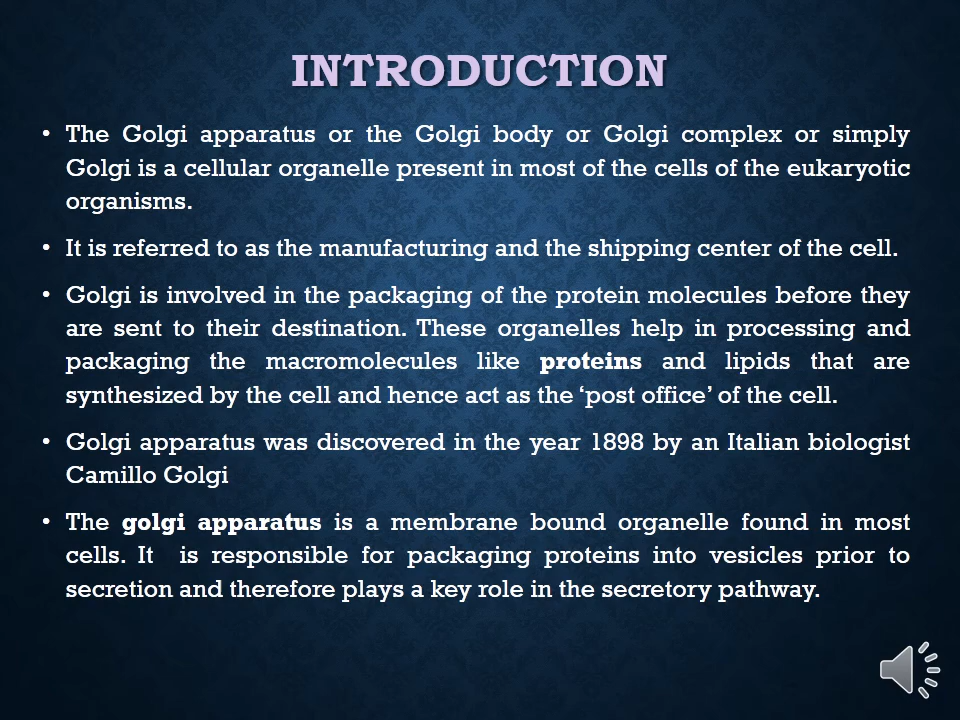 INTRODUCTION
• The Golgi apparatus or the Golgi body or Golgi complex or simply
Golgi is a cellular organelle present in most of the cells of the eukaryotic
organisms.
• It is referred to as the manufacturing and the shipping center of the cell.
• Golgi is involved in the packaging of the protein molecules before they
are sent to their destination. These organelles help in processing and
packaging the macromolecules like proteins and lipids that are
synthesized by the cell and hence act as the ‘post office’ of the cell.
• Golgi apparatus was discovered in the year 1898 by an Italian biologist
Camillo Golgi
• The golgi apparatus is a membrane bound organelle found in most
cells. It  is responsible for packaging proteins into vesicles prior to
secretion and therefore plays a key role in the secretory pathway.